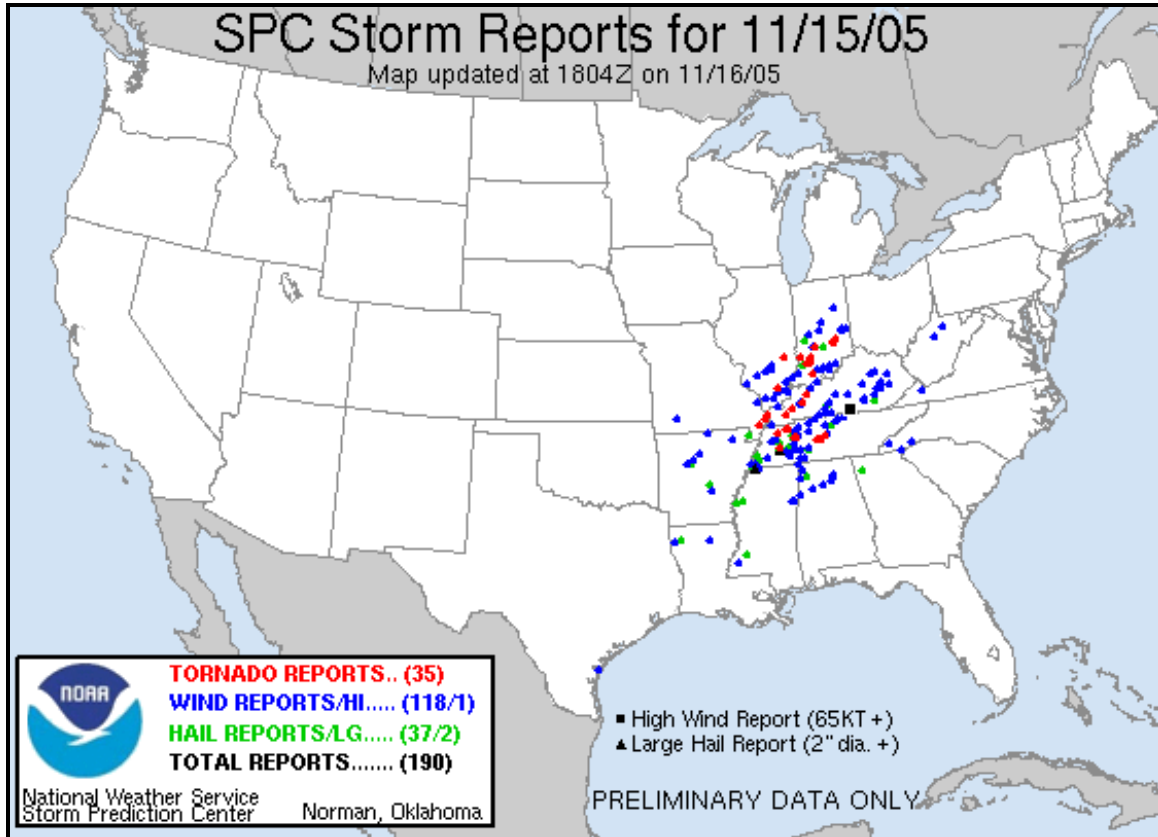 SPC Storm Reports for 11/15/05
Map updated at 1804Z on 11/16/05
NOAA
TORNADO REPORTS.. (35)
WIND REPORTS/HI..... (118/1)
HAIL REPORTS/LG..... (37/2)
TOTAL REPORTS....... (190)
National Weather Service
Storm Prediction Center
Norman, Oklahoma
High Wind Report (65KT +)
Large Hail Report (2" dia. +)
PRELIMINARY DATA ONLY